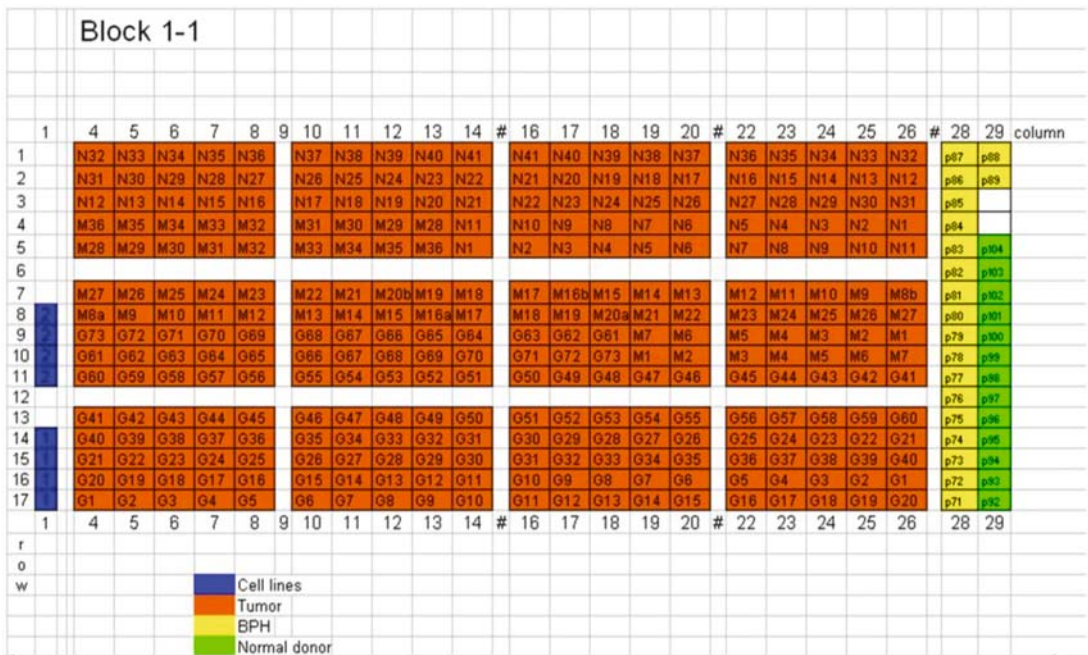 Block 1-1
1 4 5 6 7 8 9 10 11 12 13 14 # 16 17 18 19 20 # 22 23 24 25 26 # 28 29 column
1 N32 N33 N34 N35 N36 N37 N38 N39 N40 N41 N41 N40 N39 N38 N37 N36 N35 N34 N33 N32 p87 p88
2 N31 N30 N29 N28 N27 N26 N25 N24 N23 N22 N21 N20 N19 N18 N17 N16 N15 N14 N13 N12 p86 p89
3 N12 N13 N14 N15 N16 N17 N18 N19 N20 N21 N22 N23 N24 N25 N26 N27 N28 N29 N30 N31 p85
4 M36 M35 M34 M33 M32 M31 M30 M29 M28 N11 N10 N9 N8 N7 N6 N5 N4 N3 N2 N1 p84
5 M28 M29 M30 M31 M32 M33 M34 M35 M36 N1 N2 N3 N4 N5 N6 N7 N8 N9 N10 N11 p83 p104
6 p82 p103
7 M27 M26 M25 M24 M23 M22 M21 M20b M19 M18 M17 M16b M15 M14 M13 M12 M11 M10 M9 M8b p81 p102
8 2 M8a M9 M10 M11 M12 M13 M14 M15 M16a M17 M18 M19 M20a M21 M22 M23 M24 M25 M26 M27 p80 p101
9 2 G73 G72 G71 G70 G69 G68 G67 G66 G65 G64 G63 G62 G61 M7 M6 M5 M4 M3 M2 M1 p79 p100
10 2 G61 G62 G63 G64 G65 G66 G67 G68 G69 G70 G71 G72 G73 M1 M2 M3 M4 M5 M6 M7 p78 p99
11 2 G60 G59 G58 G57 G56 G55 G54 G53 G52 G51 G50 G49 G48 G47 G46 G45 G44 G43 G42 G41 p77 p98
12 p76 p97
13 G41 G42 G43 G44 G45 G46 G47 G48 G49 G50 G51 G52 G53 G54 G55 G56 G57 G58 G59 G60 p75 p96
14 1 G40 G39 G38 G37 G36 G35 G34 G33 G32 G31 G30 G29 G28 G27 G26 G25 G24 G23 G22 G21 p74 p95
15 1 G21 G22 G23 G24 G25 G26 G27 G28 G29 G30 G31 G32 G33 G34 G35 G36 G37 G38 G39 G40 p73 p94
16 1 G20 G19 G18 G17 G16 G15 G14 G13 G12 G11 G10 G9 G8 G7 G6 G5 G4 G3 G2 G1 p72 p93
17 1 G1 G2 G3 G4 G5 G6 G7 G8 G9 G10 G11 G12 G13 G14 G15 G16 G17 G18 G19 G20 p71 p92
1 4 5 6 7 8 9 10 11 12 13 14 # 16 17 18 19 20 # 22 23 24 25 26 28 29
r
o
w
Cell lines
Tumor
BPH
Normal donor